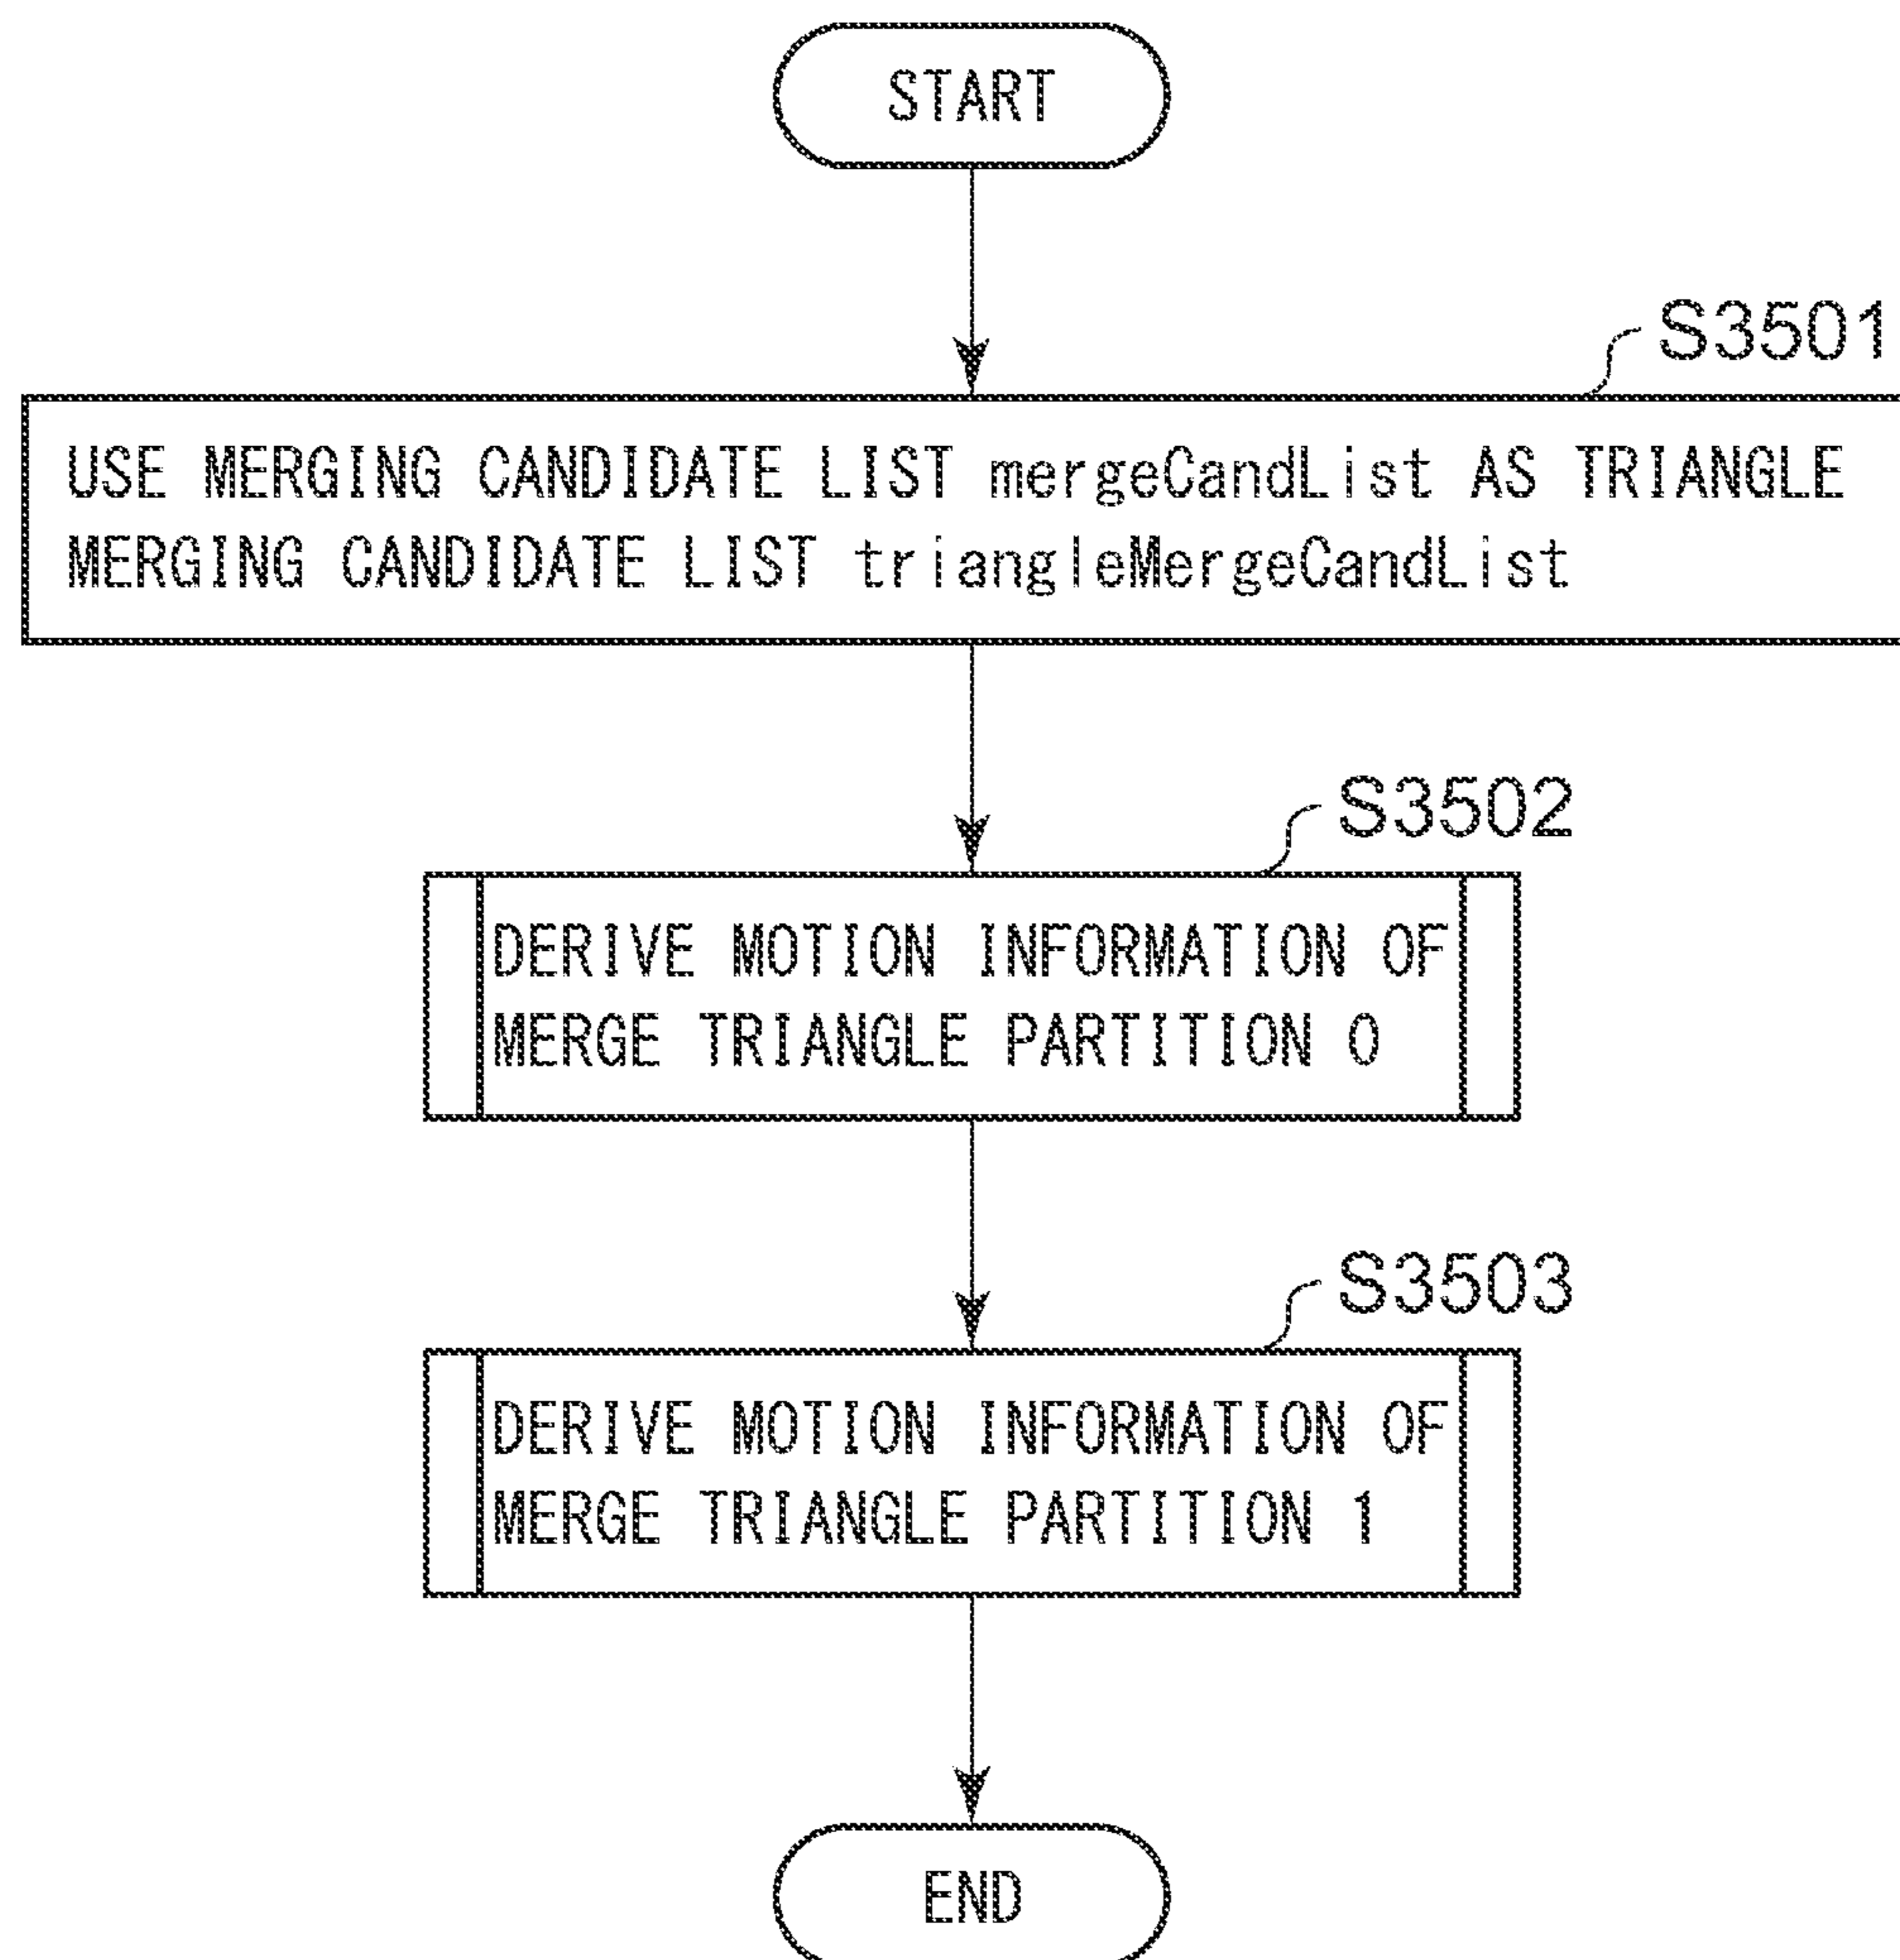 START
S3501
USE MERGING CANDIDATE LIST mergeCandList AS TRIANGLE
MERGING CANDIDATE LIST triangleMergeCandList
S3502
DERIVE MOTION INFORMATION OF
MERGE TRIANGLE PARTITION 0
S3503
DERIVE MOTION INFORMATION OF
MERGE TRIANGLE PARTITION 1
END